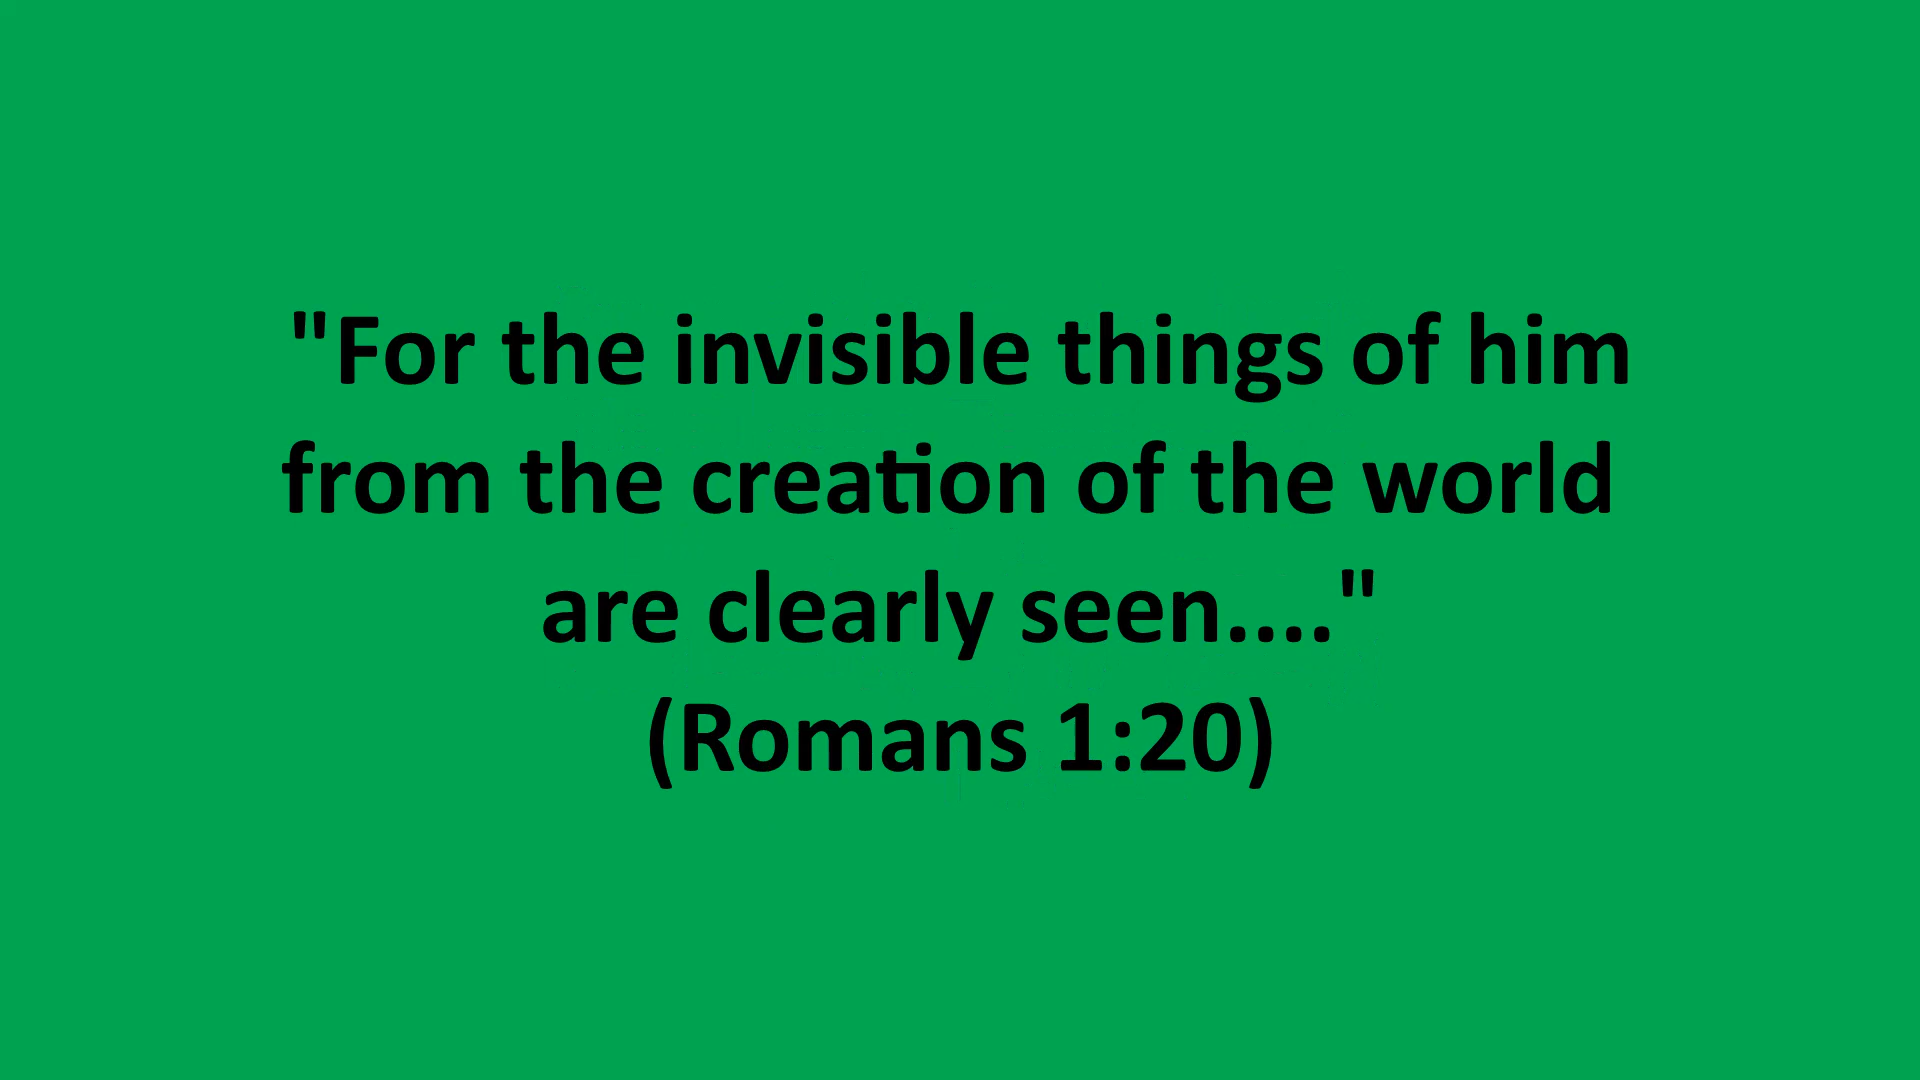 "For the invisible things of him
from the creation of the world
are clearly seen...."
(Romans 1:20)